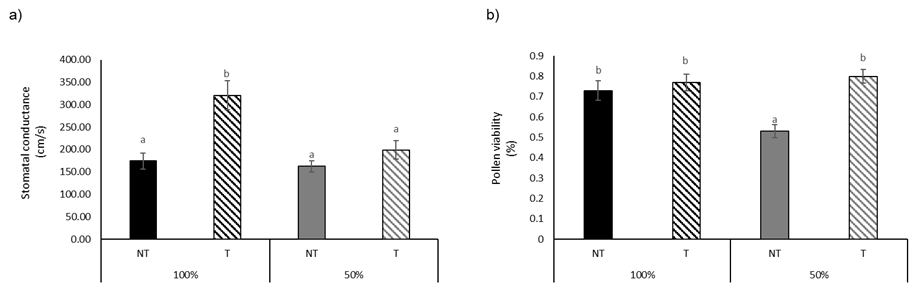 a)
Stomatal conductance
(cm/s)
400.00
350.00
300.00
250.00
200.00
150.00
100.00
50.00
0.00
a
b
a
a
NT
T
NT
T
100%
50%
b)
Pollen viability
(%)
0.9
0.8
0.7
0.6
0.5
0.4
0.3
0.2
0.1
0
b
b
a
b
NT
T
NT
T
100%
50%